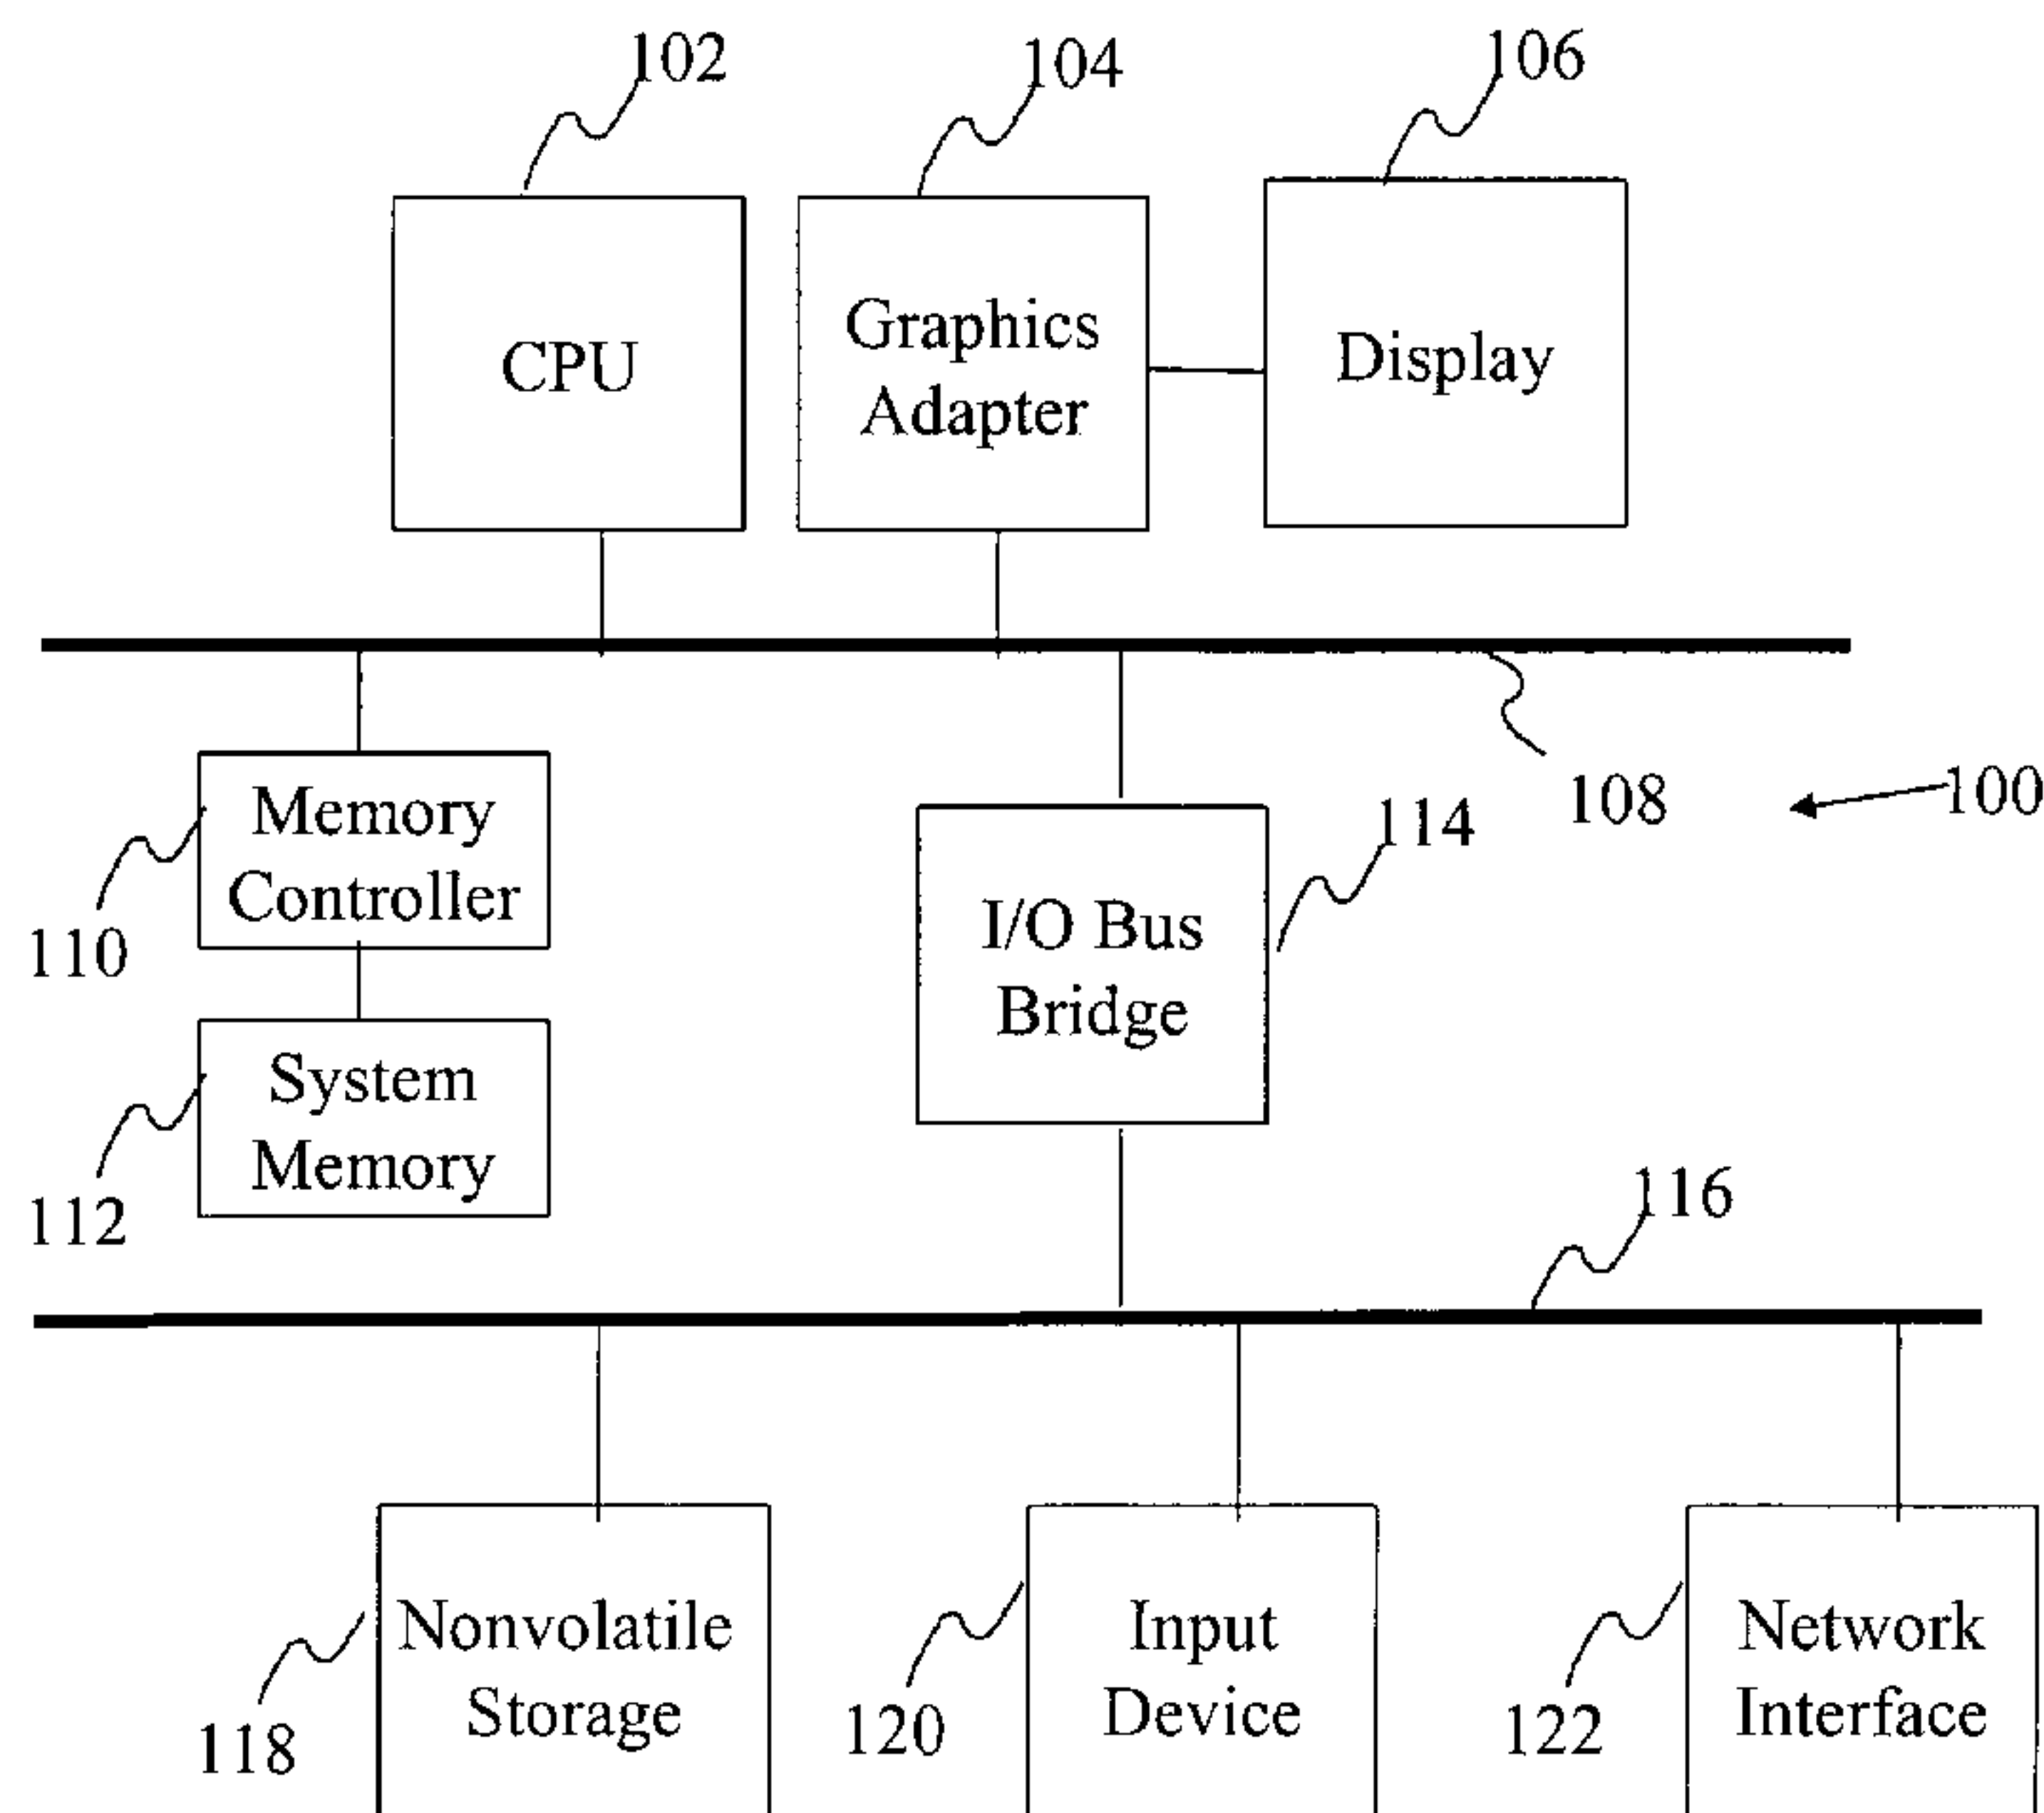 102
104
106
CPU
Graphics
Adapter
Display
108
100
Memory
Controller
110
114
I/O Bus
Bridge
System
Memory
112
116
Nonvolatile
Storage
118
Input
Device
120
Network
Interface
122